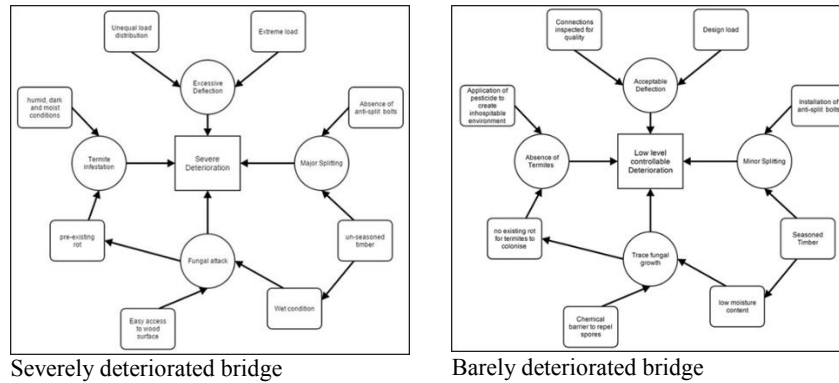 Unequal load
distribution
Extreme load
Excessive
Deflection
humid, dark
and moist
conditions
Absence of
anti-split bolts
Termite
infestation
Severe
Deterioration
Major Splitting
pre-existing
rot
un-seasoned
timber
Fungal attack
Easy access
to wood
surface
Wet condition
Severely deteriorated bridge
Connections
inspected for
quality
Design load
Acceptable
Deflection
Application of
pesticide to create
inhospitable
environment
Installation of
anti-split bolts
Absence of
Termites
Low level
controllable
Deterioration
Minor Splitting
no existing rot
for termites to
colonise
Seasoned
Timber
Trace fungal
growth
Chemical
barrier to repel
spores
low moisture
content
Barely deteriorated bridge